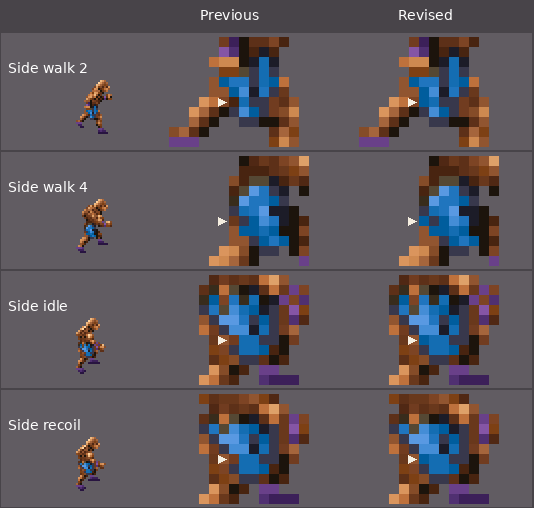 Previous Revised
Side walk 2
Side walk 4
Side idle
Side recoil